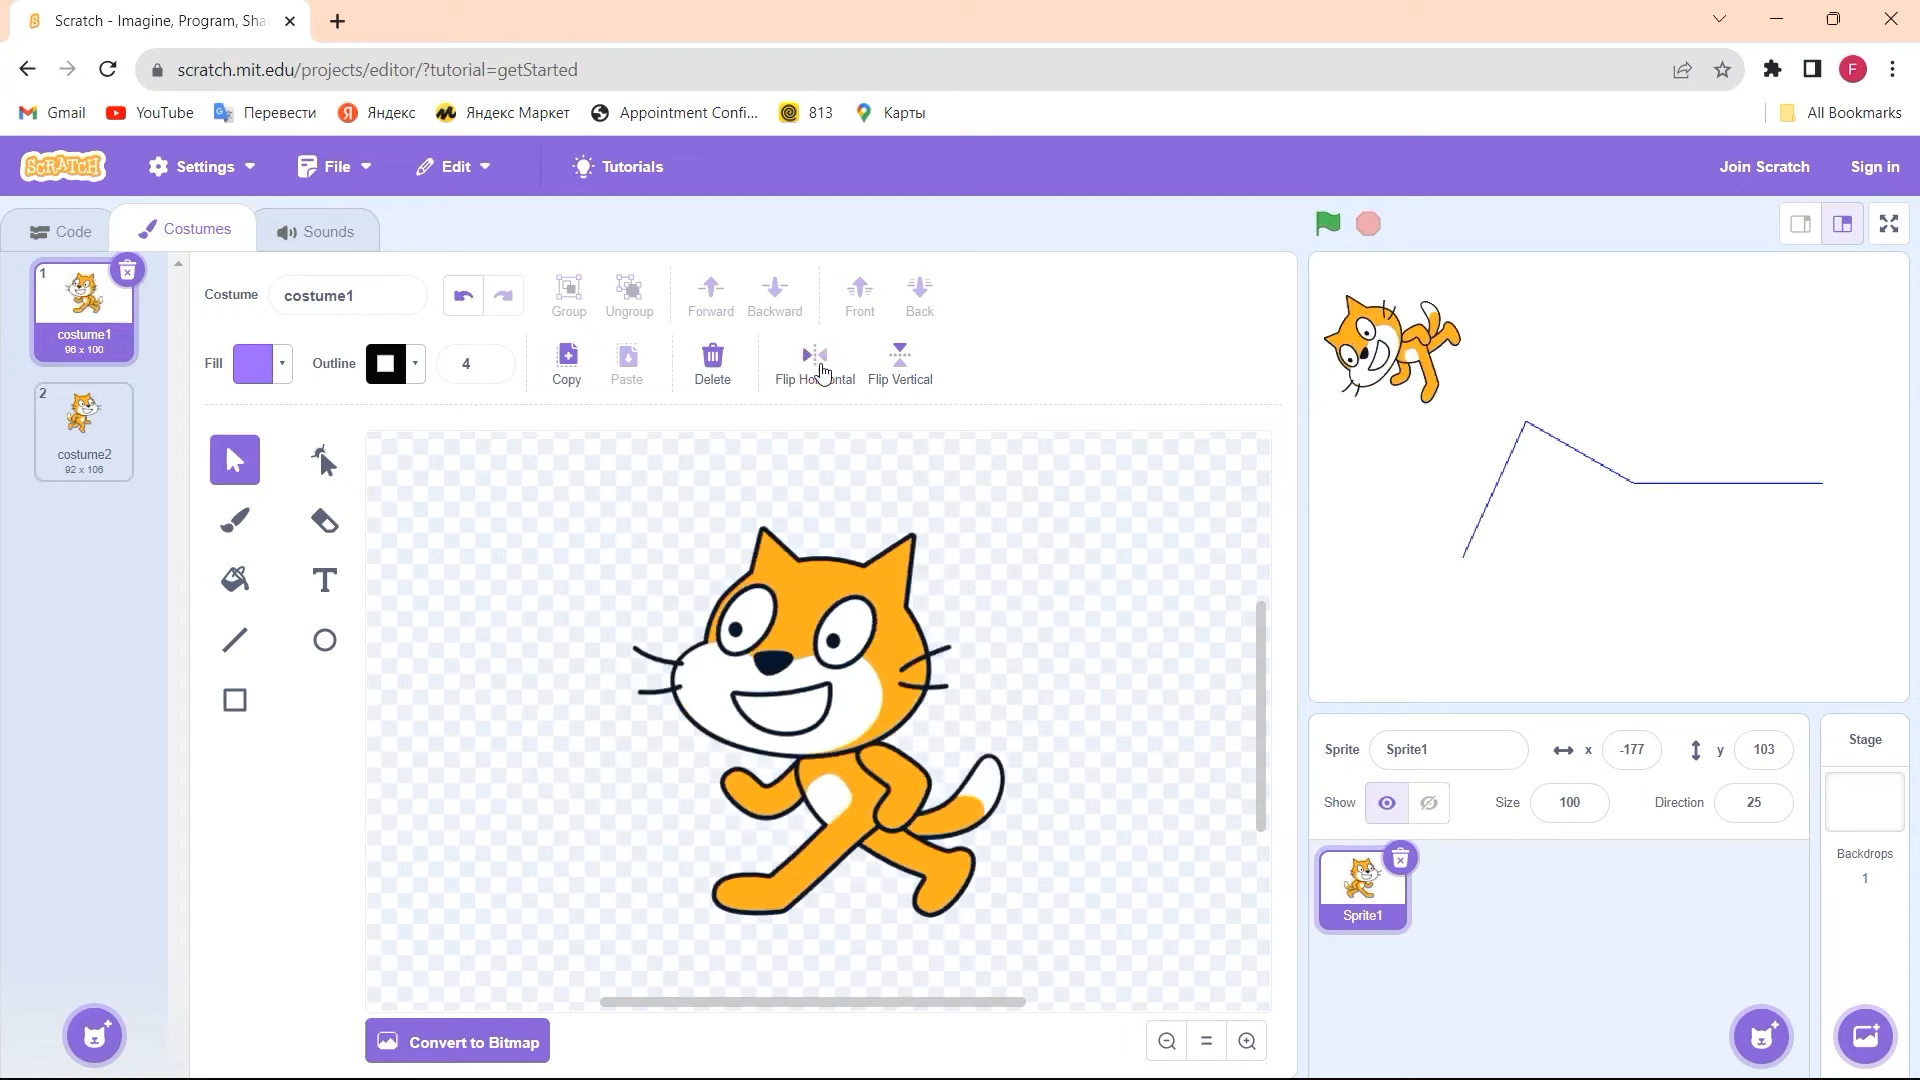 Scratch - Imagine, Program, Sha
scratch.mit.edu/projects/editor/?tutorial=getStarted
F
Gmail YouTube Перевести Яндекс Яндекс Маркет Appointment Confi... 813 Карты All Bookmarks
SCRATCH Settings File Edit Tutorials Join Scratch Sign in
Code Costumes Sounds
1
costume1
96 x 100
2
costume2
92 x 106
Costume costume1 Group Ungroup Forward Backward Front Back
Fill Outline 4 Copy Paste Delete Flip Horizontal Flip Vertical
T
Convert to Bitmap
Sprite Sprite1 x -177 y 103
Show Size 100 Direction 25
Sprite1
Stage
Backdrops
1